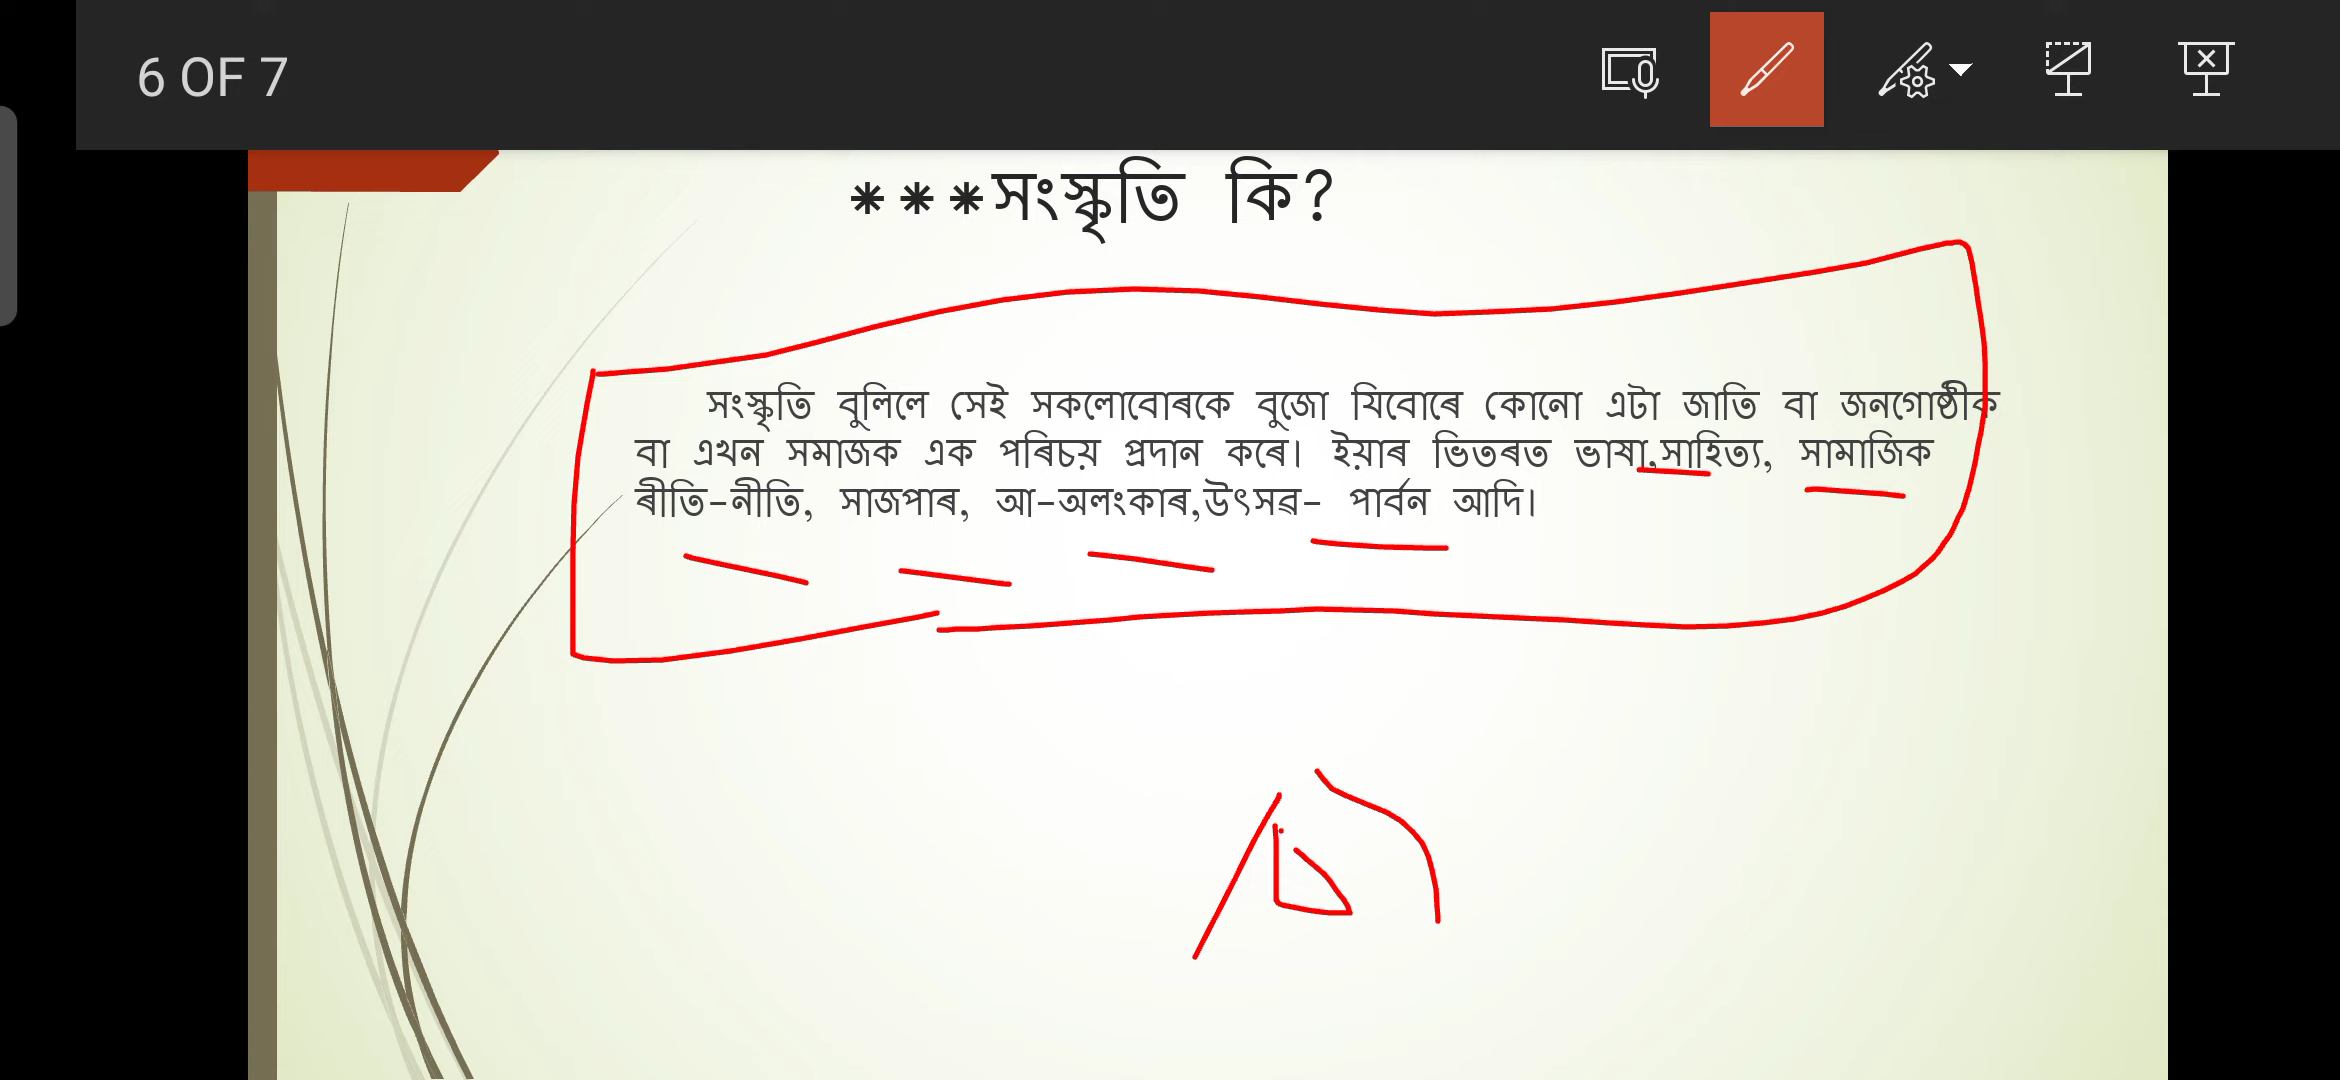 6 OF 7
***সংস্কৃতি কি?
সংস্কৃতি বুলিলে সেই সকলোবোৰকে বুজো যিবোৰে কোনো এটা জাতি বা জনগোষ্ঠীক
বা এখন সমাজক এক পৰিচয় প্ৰদান কৰে। ইয়াৰ ভিতৰত ভাষা,সাহিত্য, সামাজিক
ৰীতি-নীতি, সাজপাৰ, আ-অলংকাৰ,উৎসৱ- পাৰ্বন আদি।